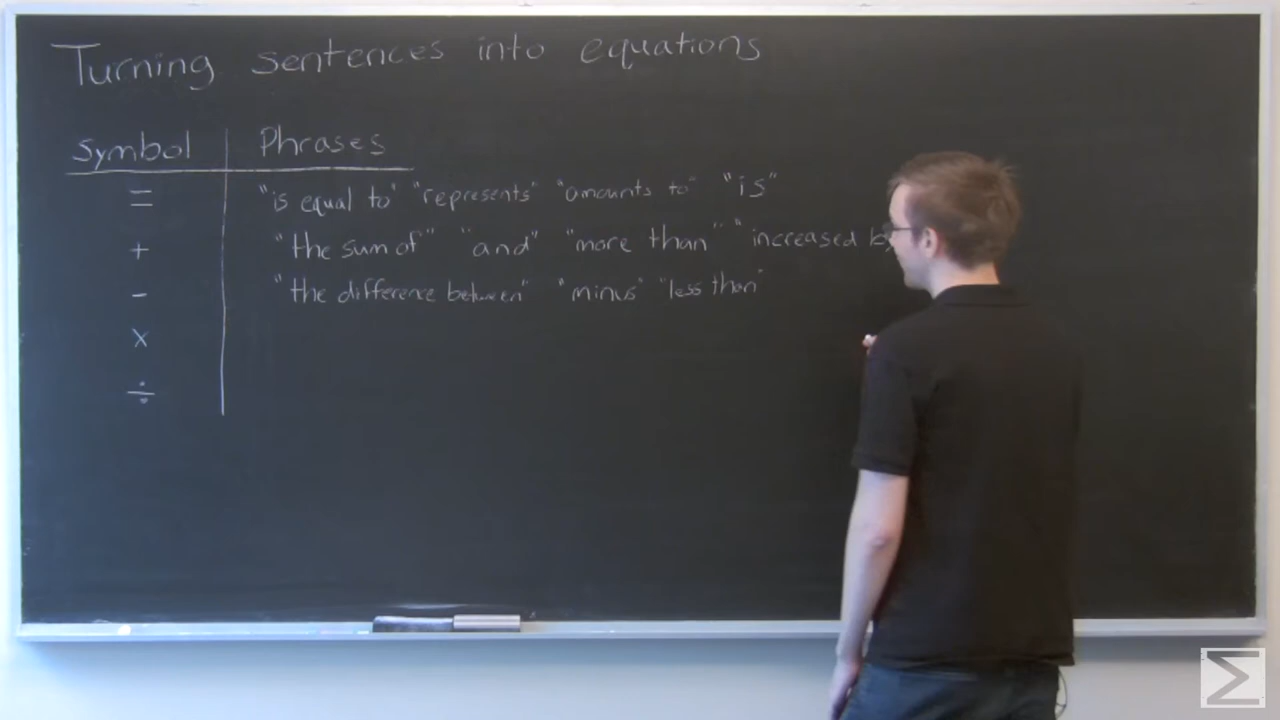 Turning sentences into equations
Symbol Phrases
= "is equal to" "represents" "amounts to" "is"
+ "the sum of" "and" "more than" "increased
- "the difference between" "minus" "less than"
×
÷
Σ